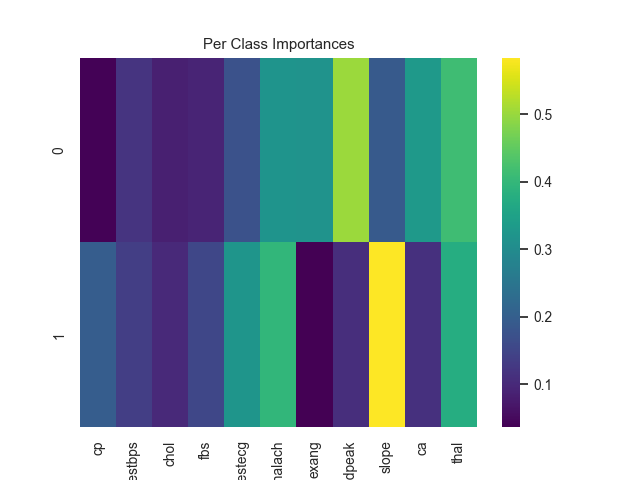 Per Class Importances
0
1
0.5
0.4
0.3
0.2
0.1
cp
estbps
chol
fbs
estecg
nalach
exang
dpeak
slope
ca
thal